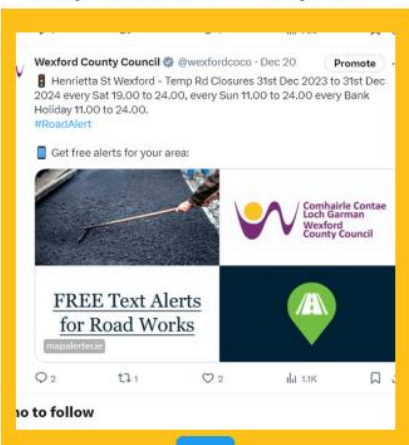 Wexford County Council @wexfordcoco · Dec 20 Promote ...
Henrietta St Wexford - Temp Rd Closures 31st Dec 2023 to 31st Dec
2024 every Sat 19.00 to 24.00, every Sun 11.00 to 24.00 every Bank
Holiday 11.00 to 24.00.
#RoadAlert
Get free alerts for your area:
Comhairle Contae
Loch Garman
Wexford
County Council
FREE Text Alerts
for Road Works
mapalerter.ie
2 1 2 1.1K
to follow